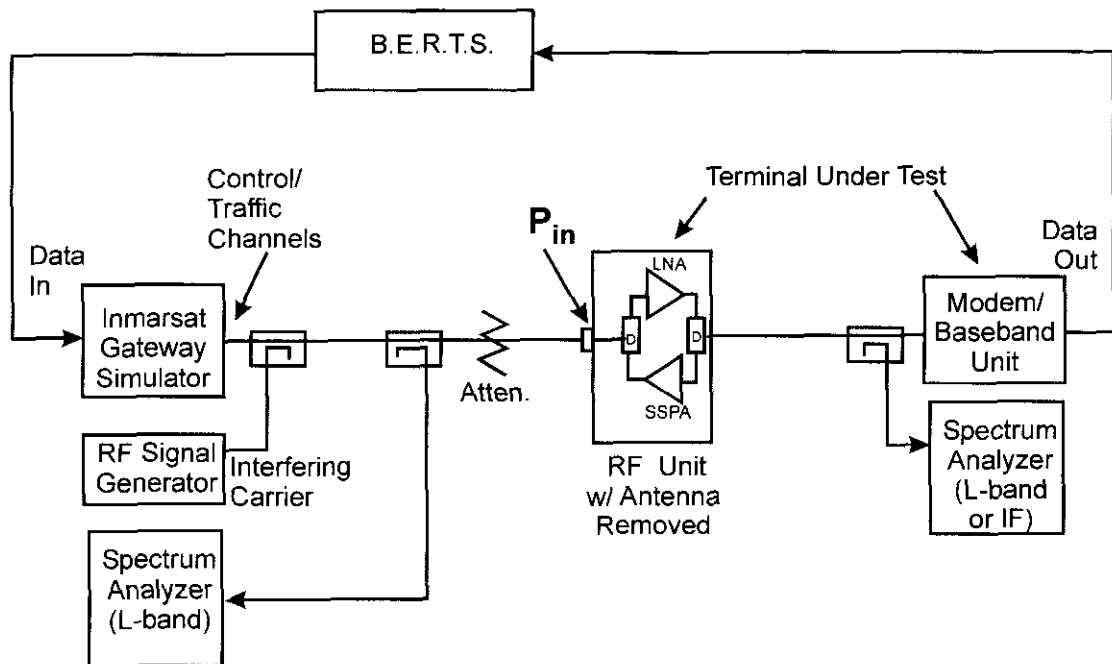 B.E.R.T.S.
Control/
Traffic
Channels
Terminal Under Test
Pin
Data
In
Data
Out
LNA
D
D
SSPA
Inmarsat
Gateway
Simulator
Modem/
Baseband
Unit
Atten.
RF Signal
Generator
Interfering
Carrier
RF Unit
w/ Antenna
Removed
Spectrum
Analyzer
(L-band
or IF)
Spectrum
Analyzer
(L-band)